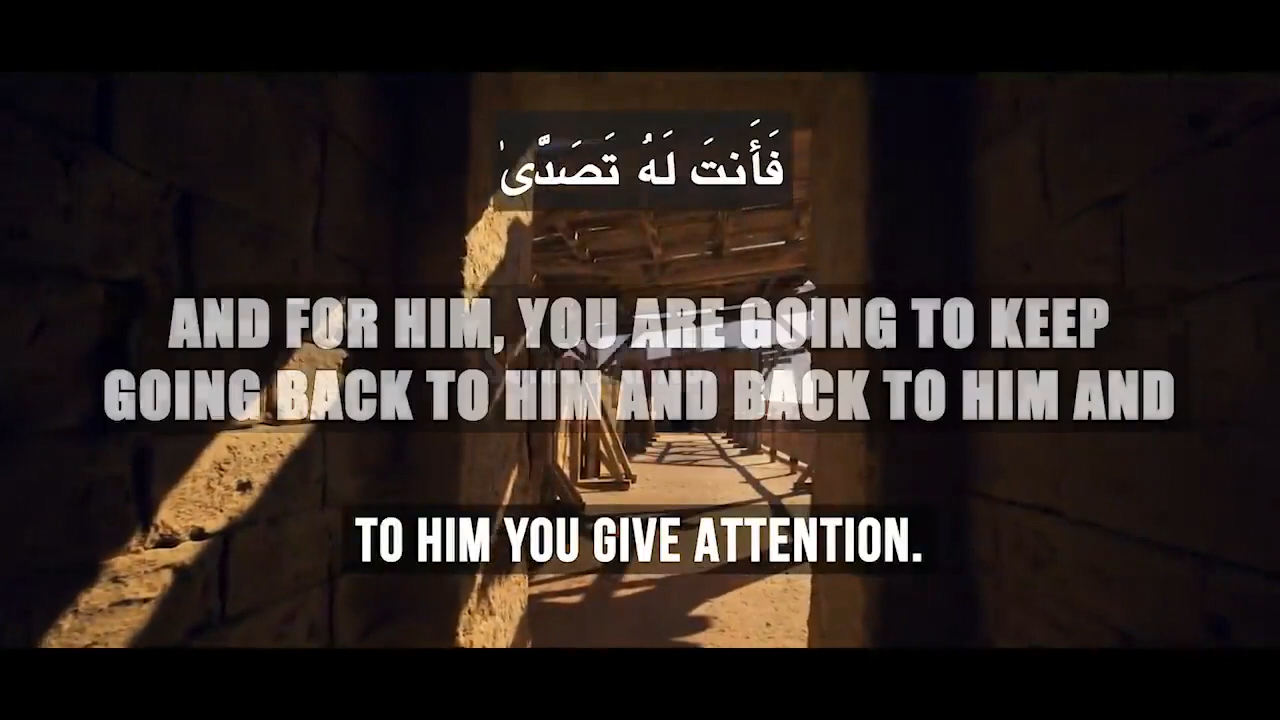 فَأَنتَ لَهُ تَصَدَّىٰ
AND FOR HIM, YOU ARE GOING TO KEEP
GOING BACK TO HIM AND BACK TO HIM AND
TO HIM YOU GIVE ATTENTION.